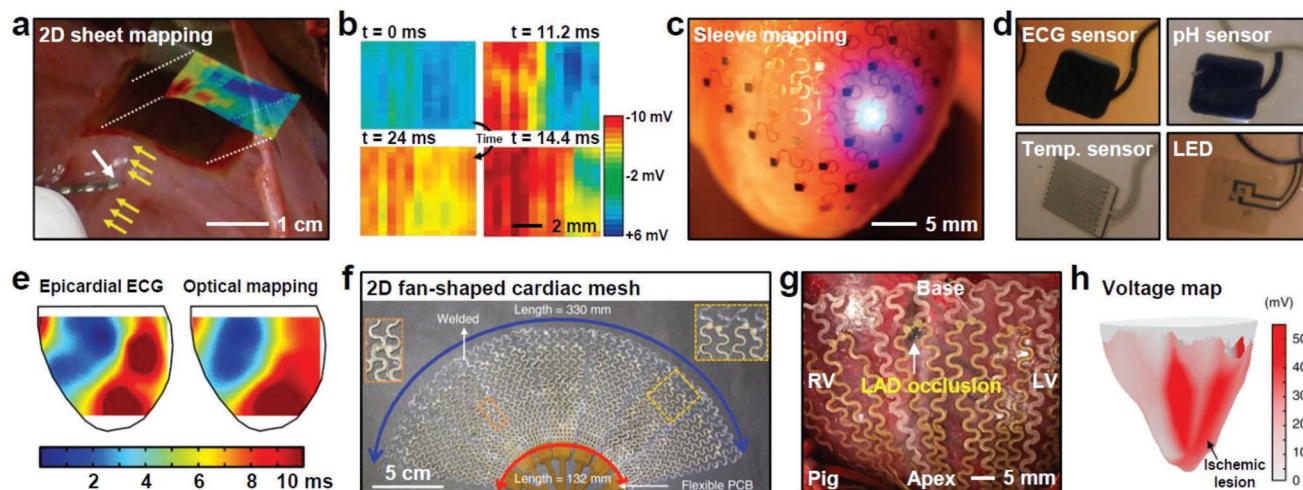 a
2D sheet mapping
1 cm
b
t = 0 ms
t = 11.2 ms
t = 24 ms
Time
t = 14.4 ms
2 mm
-10 mV
-2 mV
+6 mV
c
Sleeve mapping
5 mm
d
ECG sensor
pH sensor
Temp. sensor
LED
e
Epicardial ECG
Optical mapping
2 4 6 8 10 ms
f
2D fan-shaped cardiac mesh
Welded
Length = 330 mm
5 cm
Length = 132 mm
Flexible PCB
g
Base
RV
LAD occlusion
LV
Pig
Apex
5 mm
h
Voltage map
(mV)
50
40
30
20
10
0
Ischemic
lesion